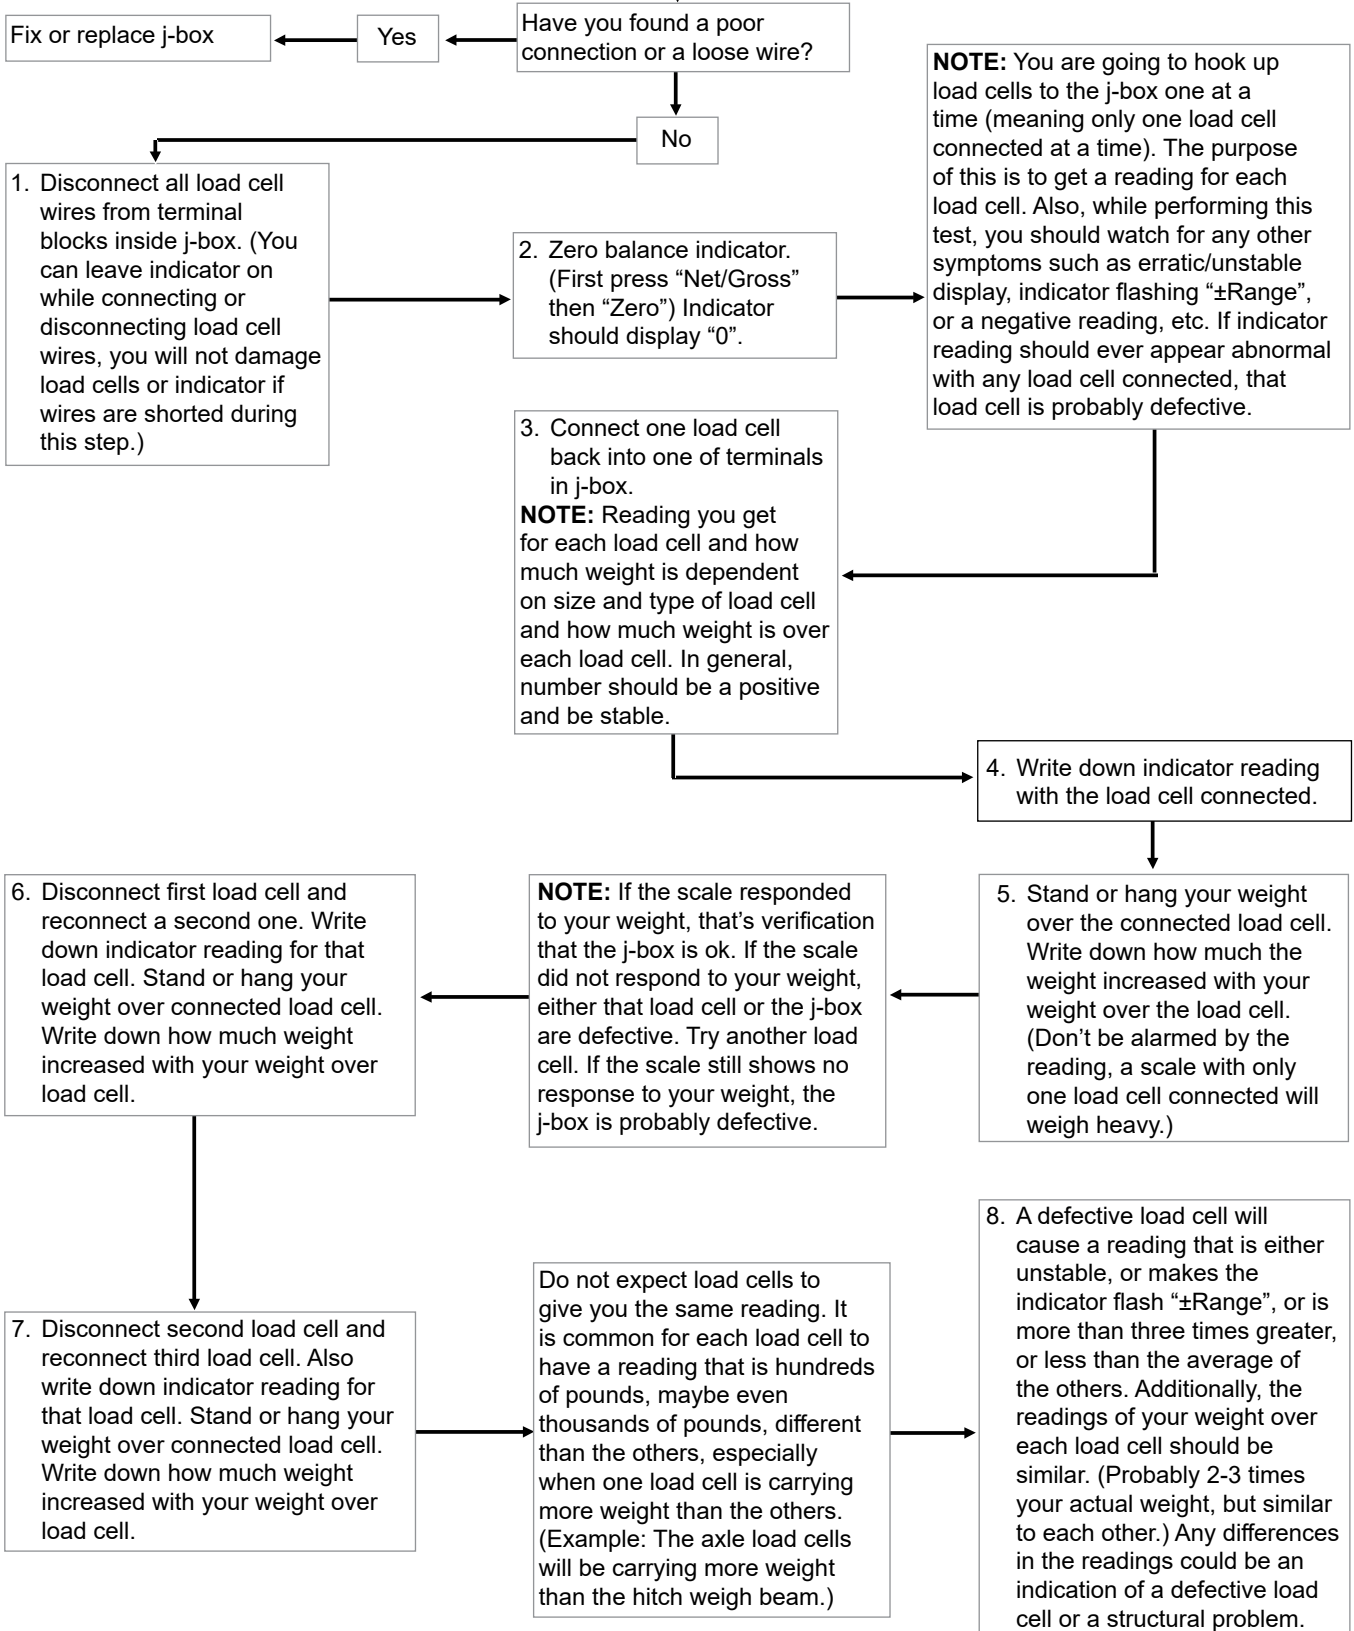 Have you found a poor
connection or a loose wire?
Yes
Fix or replace j-box
No
1. Disconnect all load cell
wires from terminal
blocks inside j-box. (You
can leave indicator on
while connecting or
disconnecting load cell
wires, you will not damage
load cells or indicator if
wires are shorted during
this step.)
2. Zero balance indicator.
(First press “Net/Gross”
then “Zero”) Indicator
should display “0”.
NOTE: You are going to hook up
load cells to the j-box one at a
time (meaning only one load cell
connected at a time). The purpose
of this is to get a reading for each
load cell. Also, while performing this
test, you should watch for any other
symptoms such as erratic/unstable
display, indicator flashing “±Range”,
or a negative reading, etc. If indicator
reading should ever appear abnormal
with any load cell connected, that
load cell is probably defective.
3. Connect one load cell
back into one of terminals
in j-box.
NOTE: Reading you get
for each load cell and how
much weight is dependent
on size and type of load cell
and how much weight is over
each load cell. In general,
number should be a positive
and be stable.
4. Write down indicator reading
with the load cell connected.
5. Stand or hang your weight
over the connected load cell.
Write down how much the
weight increased with your
weight over the load cell.
(Don’t be alarmed by the
reading, a scale with only
one load cell connected will
weigh heavy.)
NOTE: If the scale responded
to your weight, that’s verification
that the j-box is ok. If the scale
did not respond to your weight,
either that load cell or the j-box
are defective. Try another load
cell. If the scale still shows no
response to your weight, the
j-box is probably defective.
6. Disconnect first load cell and
reconnect a second one. Write
down indicator reading for that
load cell. Stand or hang your
weight over connected load cell.
Write down how much weight
increased with your weight over
load cell.
7. Disconnect second load cell and
reconnect third load cell. Also
write down indicator reading for
that load cell. Stand or hang your
weight over connected load cell.
Write down how much weight
increased with your weight over
load cell.
Do not expect load cells to
give you the same reading. It
is common for each load cell to
have a reading that is hundreds
of pounds, maybe even
thousands of pounds, different
than the others, especially
when one load cell is carrying
more weight than the others.
(Example: The axle load cells
will be carrying more weight
than the hitch weigh beam.)
8. A defective load cell will
cause a reading that is either
unstable, or makes the
indicator flash “±Range”, or is
more than three times greater,
or less than the average of
the others. Additionally, the
readings of your weight over
each load cell should be
similar. (Probably 2-3 times
your actual weight, but similar
to each other.) Any differences
in the readings could be an
indication of a defective load
cell or a structural problem.